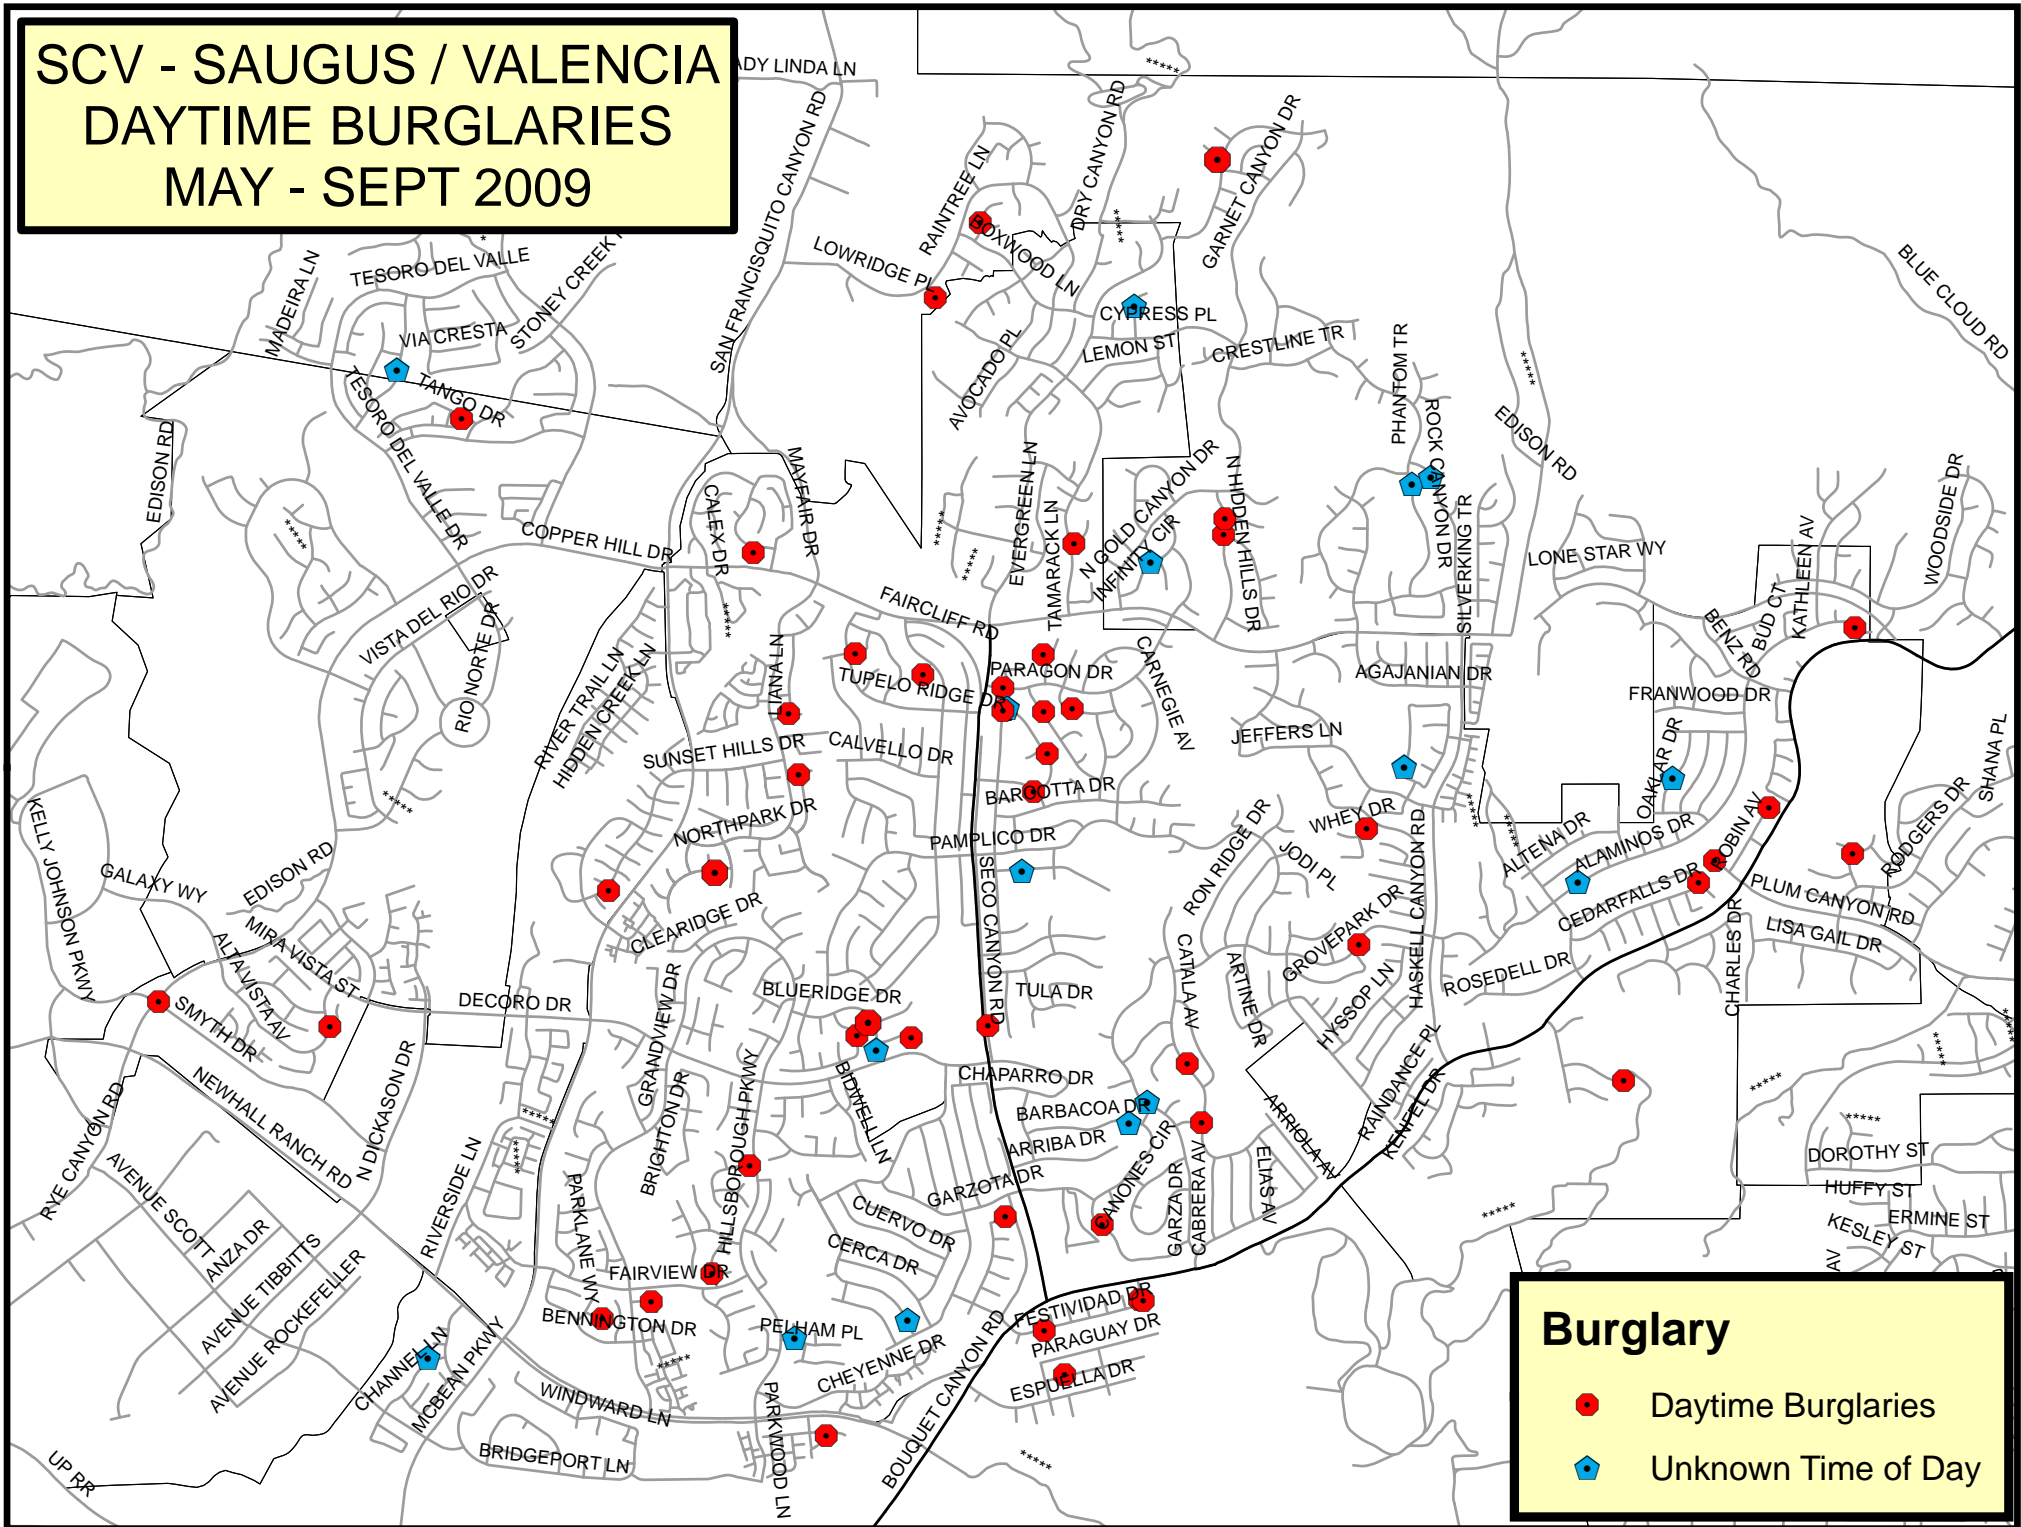 SCV - SAUGUS / VALENCIA
DAYTIME BURGLARIES
MAY - SEPT 2009
ADY LINDA LN
SAN FRANCISQUITO CANYON RD
RAINTREE LN
DRY CANYON RD
*****
GARNET CANYON DR
BOXWOOD LN
LOWRIDGE PL
*****
MADEIRA LN
TESORO DEL VALLE
STONEY CREEK
VIA CRESTA
TANGO DR
TESORO DEL VALLE DR
CYPRESS PL
LEMON ST
CRESTLINE TR
AVOCADO PL
PHANTOM TR
ROCK CANYON DR
*****
EDISON RD
BLUE CLOUD RD
EDISON RD
*****
COPPER HILL DR
CALEX DR
MAYFAIR DR
*****
*****
EVERGREEN LN
TAMARACK LN
N GOLD CANYON DR
INFINITY CIR
N HIDDEN HILLS DR
SILVERKING TR
LONE STAR WY
KATHLEEN AV
BUD CT
BENZ RD
WOODSIDE DR
VISTA DEL RIO DR
RIO NORTE DR
RIVER TRAIL LN
HIDDEN CREEK LN
*****
LIANA LN
FAIRCLIFF RD
TUPELO RIDGE DR
PARAGON DR
CARNEGIE AV
AGAJANIAN DR
FRANWOOD DR
JEFFERS LN
OAKLAR DR
SHANA PL
SUNSET HILLS DR
CALVELLO DR
BARGOTTA DR
NORTHPARK DR
PAMPLICO DR
WHEY DR
*****
*****
*****
KELLY JOHNSON PKWY
GALAXY WY
EDISON RD
RON RIDGE DR
JODI PL
HASKELL CANYON RD
ALTENA DR
ALAMINOS DR
ROBIN AV
RODGERS DR
CEDARFALLS DR
PLUM CANYON RD
LISA GAIL DR
CHARLES DR
MIRA VISTA ST
ALTA VISTA AV
CLEARIDGE DR
SECO CANYON RD
GROVEPARK DR
CATALA AV
ARTINE DR
HYSSOP LN
ROSEDELL DR
SMYTH DR
DECORO DR
GRANDVIEW DR
BLUERIDGE DR
TULA DR
*****
*****
NEWHALL RANCH RD
N DICKASON DR
BRIGHTON DR
HILLSBOROUGH PKWY
BIDWELL LN
CHAPARRO DR
BARBACOA DR
ARRIBA DR
RAINDANCE PL
KENFEL DR
ARRIOLA AV
*****
*****
RYE CANYON RD
*****
*****
RIVERSIDE LN
PARKLANE WY
GARZOTA DR
CANONES CIR
GARZA DR
CABRERA AV
ELIAS AV
DOROTHY ST
HUFFY ST
ERMINE ST
KESLEY ST
AV
*****
AVENUE SCOTT
ANZA DR
AVENUE TIBBITTS
AVENUE ROCKEFELLER
CUERVO DR
CERCA DR
FAIRVIEW DR
BENNINGTON DR
PELHAM PL
CHEYENNE DR
FESTIVIDAD DR
PARAGUAY DR
ESPUELLA DR
CHANNEL LN
MCBEAN PKWY
*****
WINDWARD LN
PARKWOOD LN
BOUQUET CANYON RD
BRIDGEPORT LN
UP RR
*****
Burglary
Daytime Burglaries
Unknown Time of Day